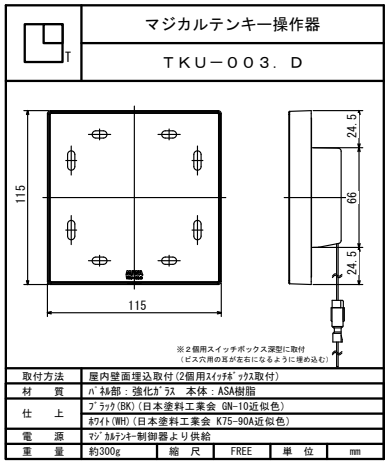 T
マジカルテンキー操作器
TKU－003．D
115
24.5
66
24.5
115
※2個用スイッチボックス深型に取付
(ビス穴用の耳が左右になるように埋め込む)
取付方法 屋内壁面埋込取付(2個用スイッチボックス取付)
材 質 パネル部：強化ガラス 本体：ASA樹脂
仕 上 ブラック(BK)(日本塗料工業会 GN-10近似色)
ホワイト(WH)(日本塗料工業会 K75-90A近似色)
電 源 マジカルテンキー制御器より供給
重 量 約300g 縮 尺 FREE 単 位 mm